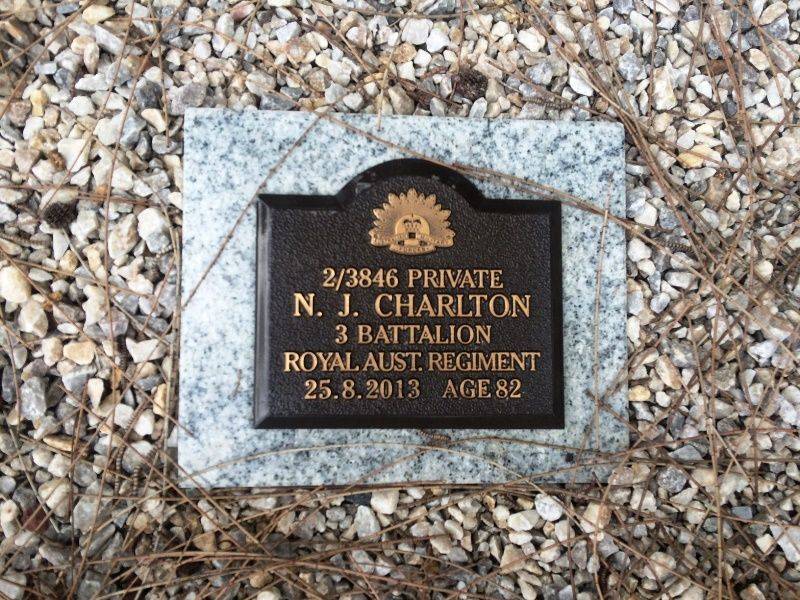 2/3846 PRIVATE
N. J. CHARLTON
3 BATTALION
ROYAL AUST. REGIMENT
25.8.2013 AGE 82